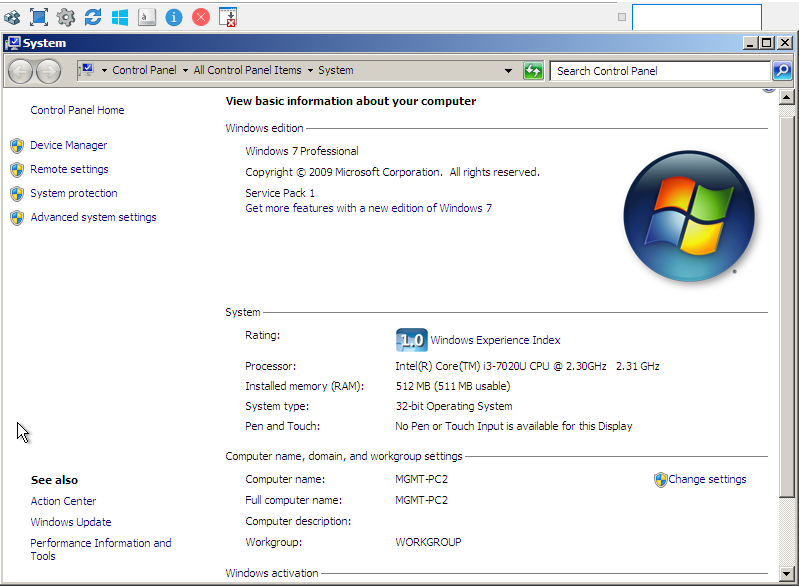 System
Control Panel
All Control Panel Items
System
Search Control Panel
Control Panel Home
Device Manager
Remote settings
System protection
Advanced system settings
See also
Action Center
Windows Update
Performance Information and
Tools
View basic information about your computer
Windows edition
Windows 7 Professional
Copyright © 2009 Microsoft Corporation.  All rights reserved.
Service Pack 1
Get more features with a new edition of Windows 7
System
Rating: 1.0 Windows Experience Index
Processor: Intel(R) Core(TM) i3-7020U CPU @ 2.30GHz   2.31 GHz
Installed memory (RAM): 512 MB (511 MB usable)
System type: 32-bit Operating System
Pen and Touch: No Pen or Touch Input is available for this Display
Computer name, domain, and workgroup settings
Computer name: MGMT-PC2 Change settings
Full computer name: MGMT-PC2
Computer description:
Workgroup: WORKGROUP
Windows activation